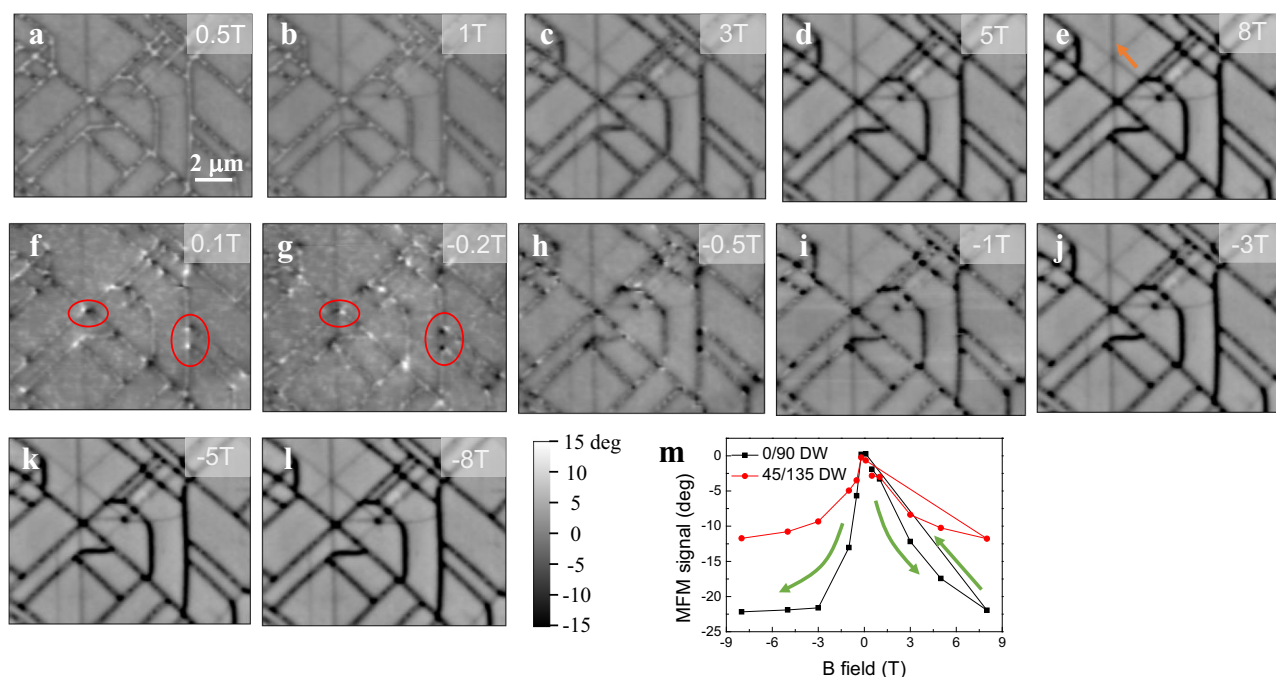 a 0.5T
2 μm
b 1T
c 3T
d 5T
e 8T
f 0.1T
g -0.2T
h -0.5T
i -1T
j -3T
k -5T
l -8T
15 deg
10
5
0
-5
-10
-15
m
0/90 DW
45/135 DW
0
-5
-10
-15
-20
-25
MFM signal (deg)
-9 -6 -3 0 3 6 9
B field (T)